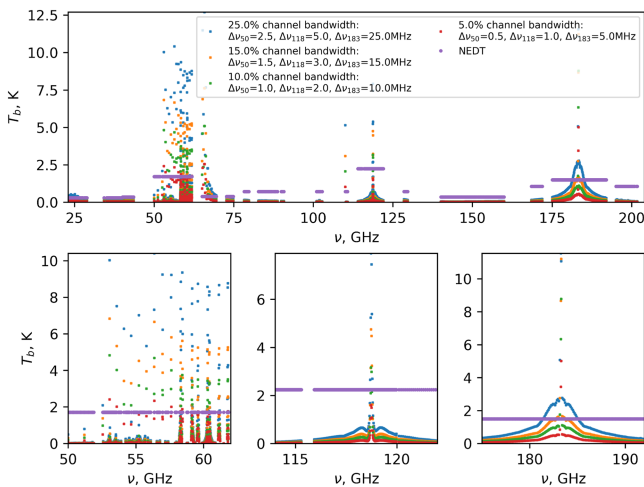 12.5
10.0
7.5
5.0
2.5
0.0
T_b, K
25.0% channel bandwidth:
Δν₅₀=2.5, Δν₁₁₈=5.0, Δν₁₈₃=25.0MHz
15.0% channel bandwidth:
Δν₅₀=1.5, Δν₁₁₈=3.0, Δν₁₈₃=15.0MHz
10.0% channel bandwidth:
Δν₅₀=1.0, Δν₁₁₈=2.0, Δν₁₈₃=10.0MHz
5.0% channel bandwidth:
Δν₅₀=0.5, Δν₁₁₈=1.0, Δν₁₈₃=5.0MHz
NEDT
25 50 75 100 125 150 175 200
ν, GHz
10
8
6
4
2
0
T_b, K
50 55 60
ν, GHz
6
4
2
0
115 120
ν, GHz
10
5
0
180 190
ν, GHz